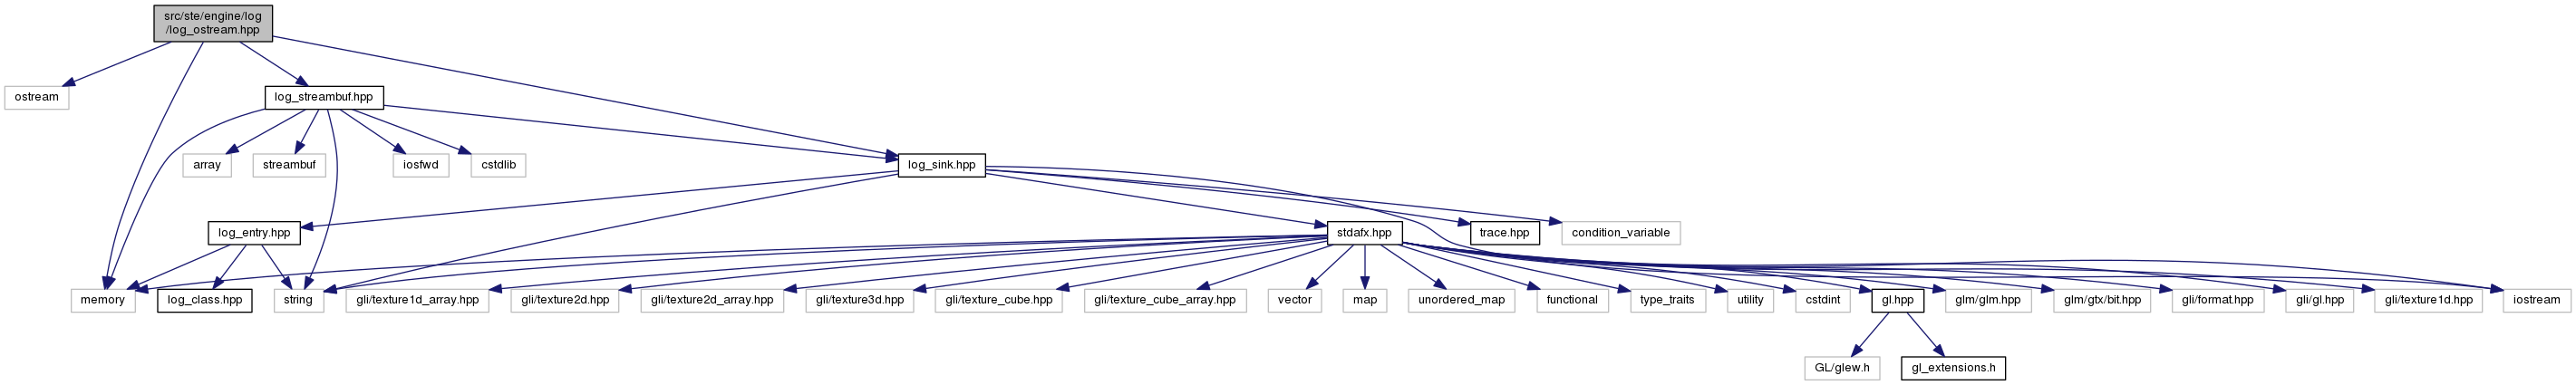 src/ste/engine/log
/log_ostream.hpp
ostream
log_streambuf.hpp
array
streambuf
iosfwd
cstdlib
log_sink.hpp
log_entry.hpp
stdafx.hpp
trace.hpp
condition_variable
memory
log_class.hpp
string
gli/texture1d_array.hpp
gli/texture2d.hpp
gli/texture2d_array.hpp
gli/texture3d.hpp
gli/texture_cube.hpp
gli/texture_cube_array.hpp
vector
map
unordered_map
functional
type_traits
utility
cstdint
gl.hpp
glm/glm.hpp
glm/gtx/bit.hpp
gli/format.hpp
gli/gl.hpp
gli/texture1d.hpp
iostream
GL/glew.h
gl_extensions.h